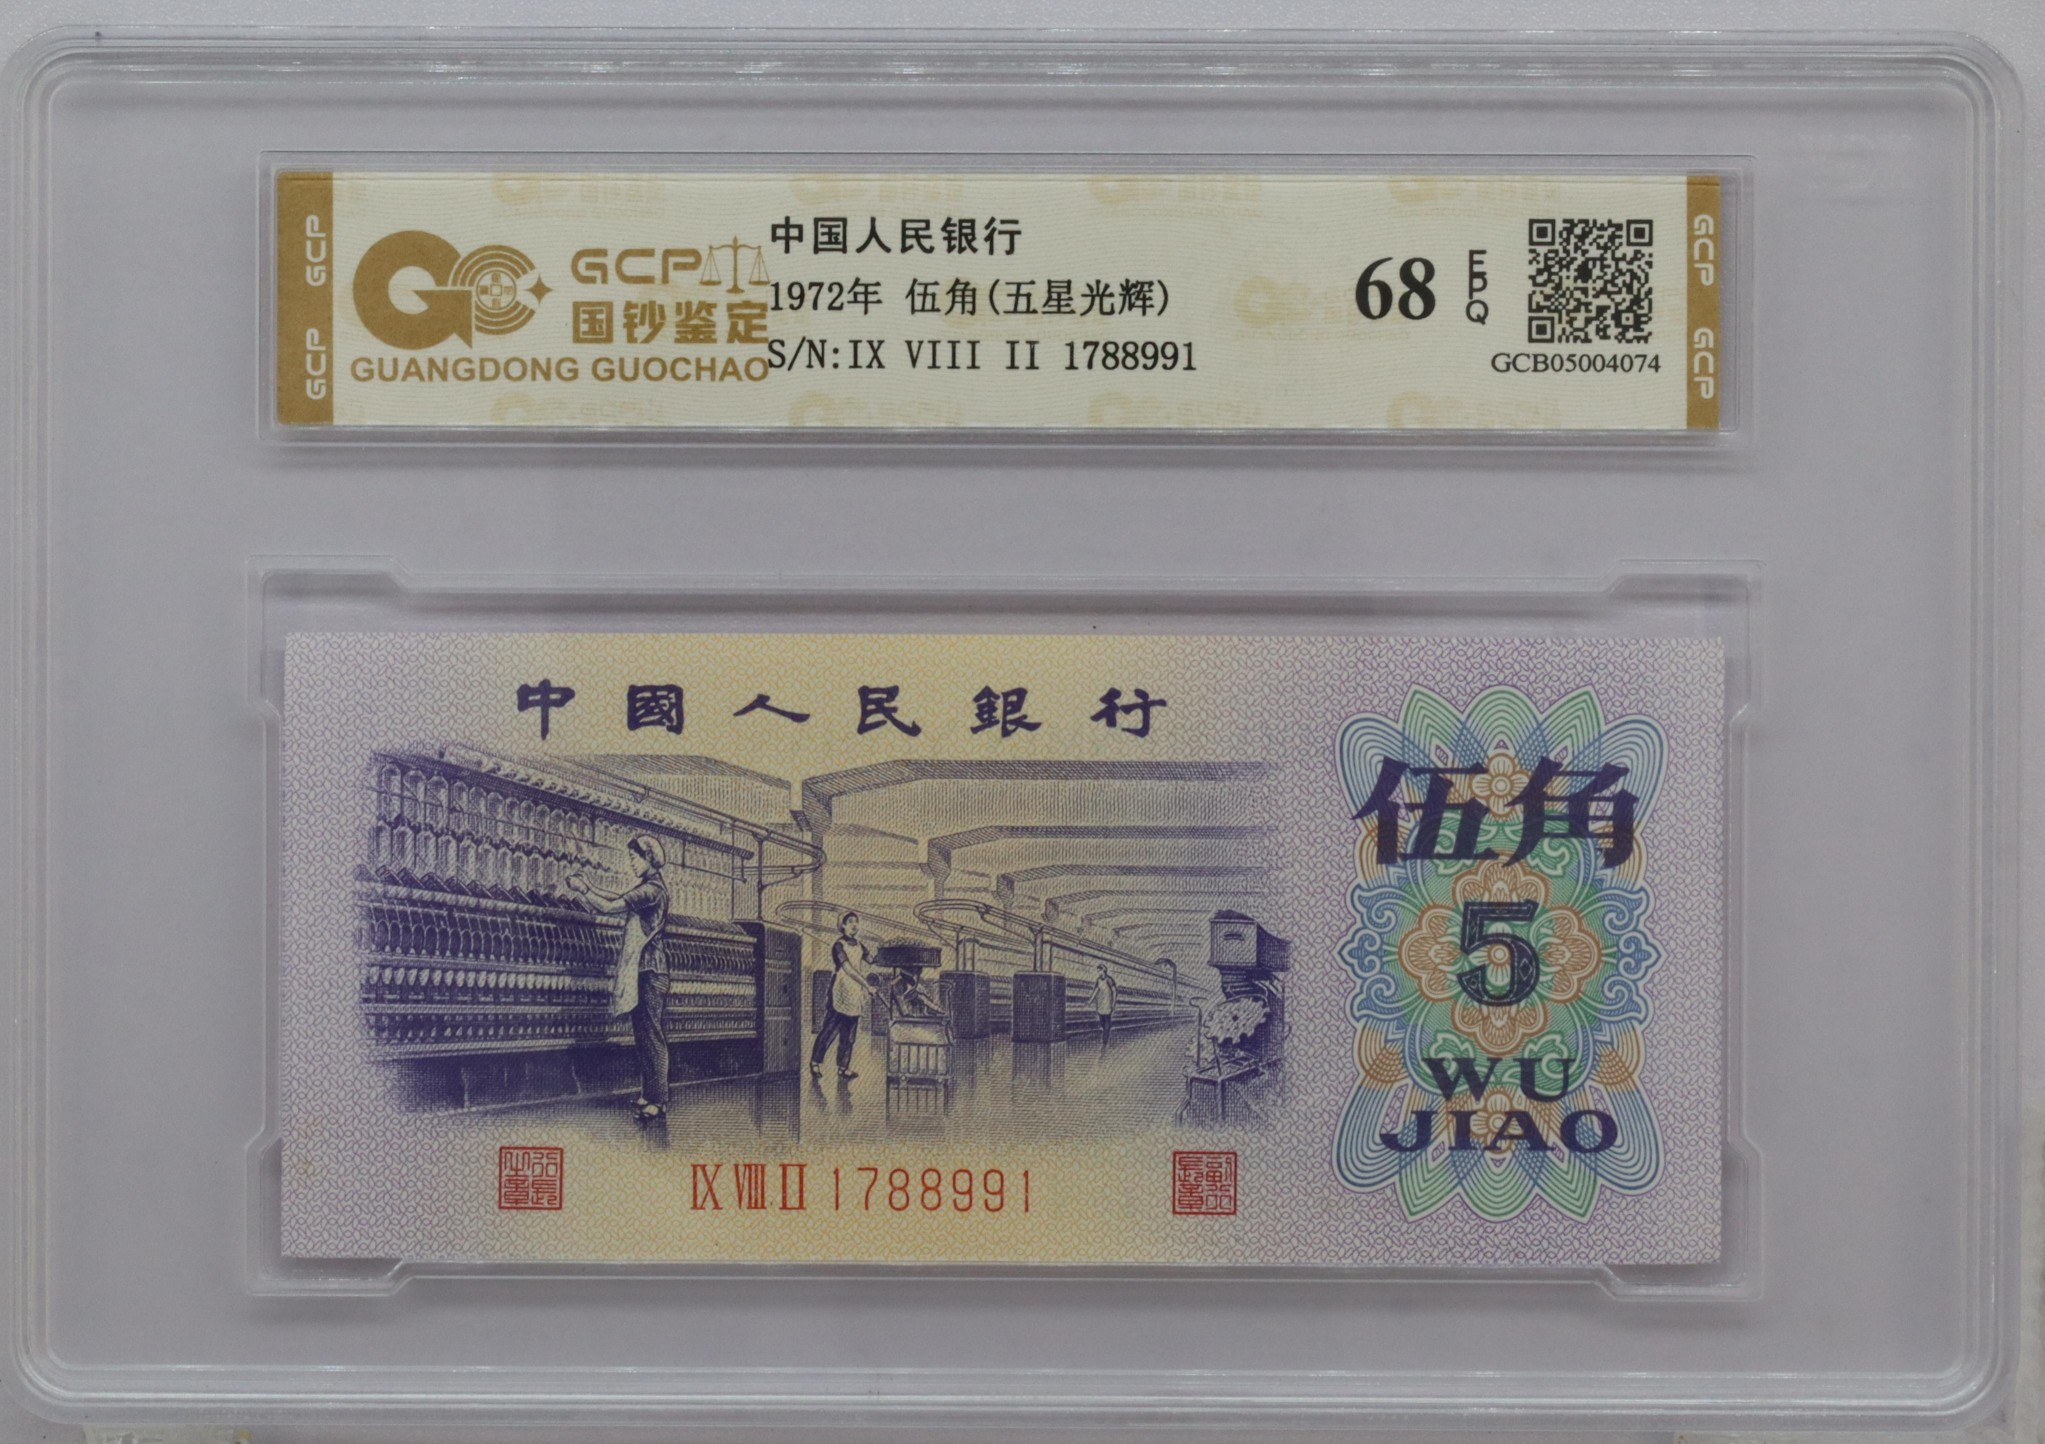 GCP
GCP
GCP
国钞鉴定
GUANGDONG GUOCHAO
中国人民银行
1972年 伍角(五星光辉)
S/N:IX VIII II 1788991
68
EPQ
GCB05004074
GCP
GCP
中國人民銀行
伍角
5
WU
JIAO
IX VIII II 1788991